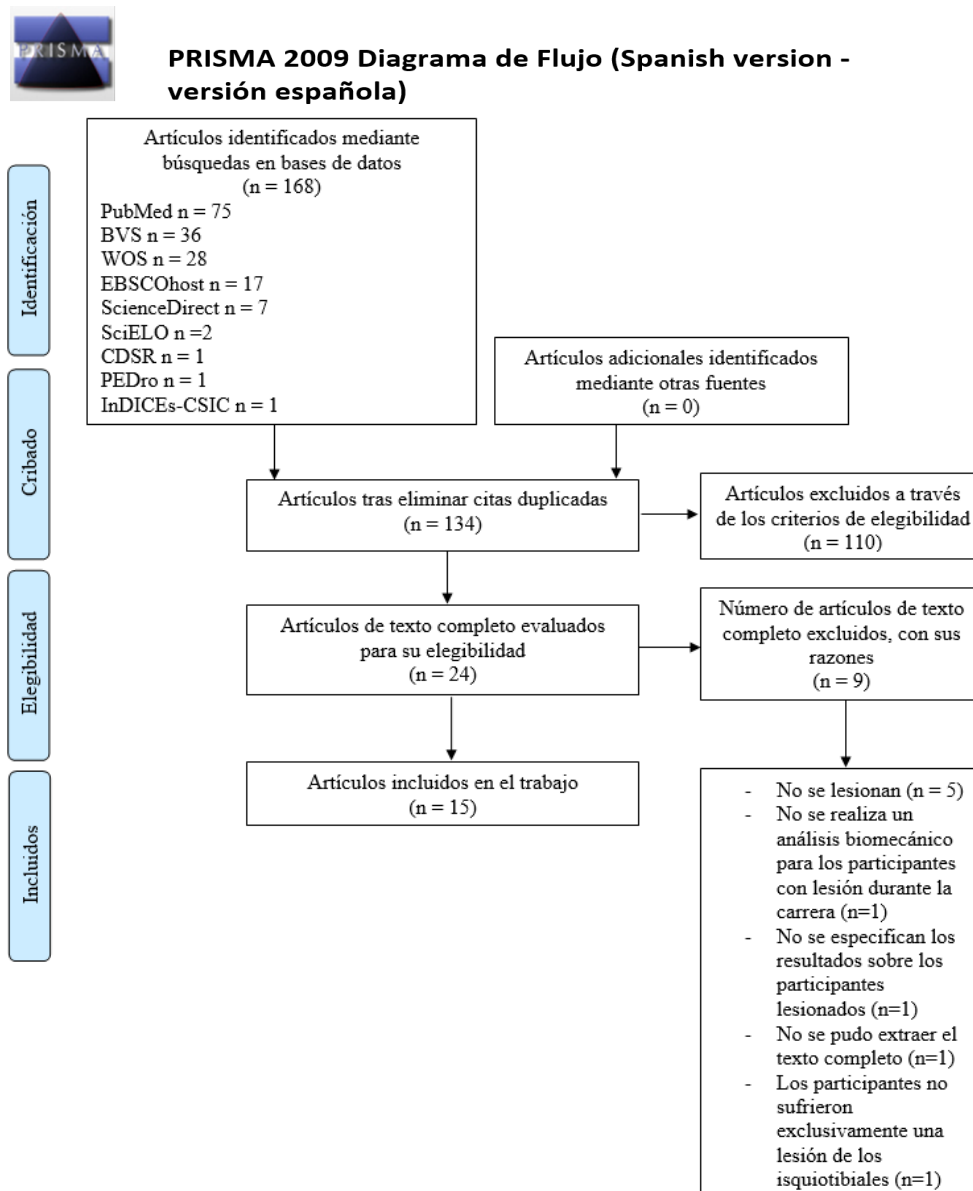 PRISMA
PRISMA 2009 Diagrama de Flujo (Spanish version -
versión española)
Identificación
Artículos identificados mediante
búsquedas en bases de datos
(n = 168)
PubMed n = 75
BVS n = 36
WOS n = 28
EBSCOhost n = 17
ScienceDirect n = 7
SciELO n =2
CDSR n = 1
PEDro n = 1
InDICEs-CSIC n = 1
Artículos adicionales identificados
mediante otras fuentes
(n = 0)
Cribado
Artículos tras eliminar citas duplicadas
(n = 134)
Artículos excluidos a través
de los criterios de elegibilidad
(n = 110)
Elegibilidad
Artículos de texto completo evaluados
para su elegibilidad
(n = 24)
Número de artículos de texto
completo excluidos, con sus
razones
(n = 9)
Incluidos
Artículos incluidos en el trabajo
(n = 15)
- No se lesionan (n = 5)
- No se realiza un
análisis biomecánico
para los participantes
con lesión durante la
carrera (n=1)
- No se especifican los
resultados sobre los
participantes
lesionados (n=1)
- No se pudo extraer el
texto completo (n=1)
- Los participantes no
sufrieron
exclusivamente una
lesión de los
isquiotibiales (n=1)